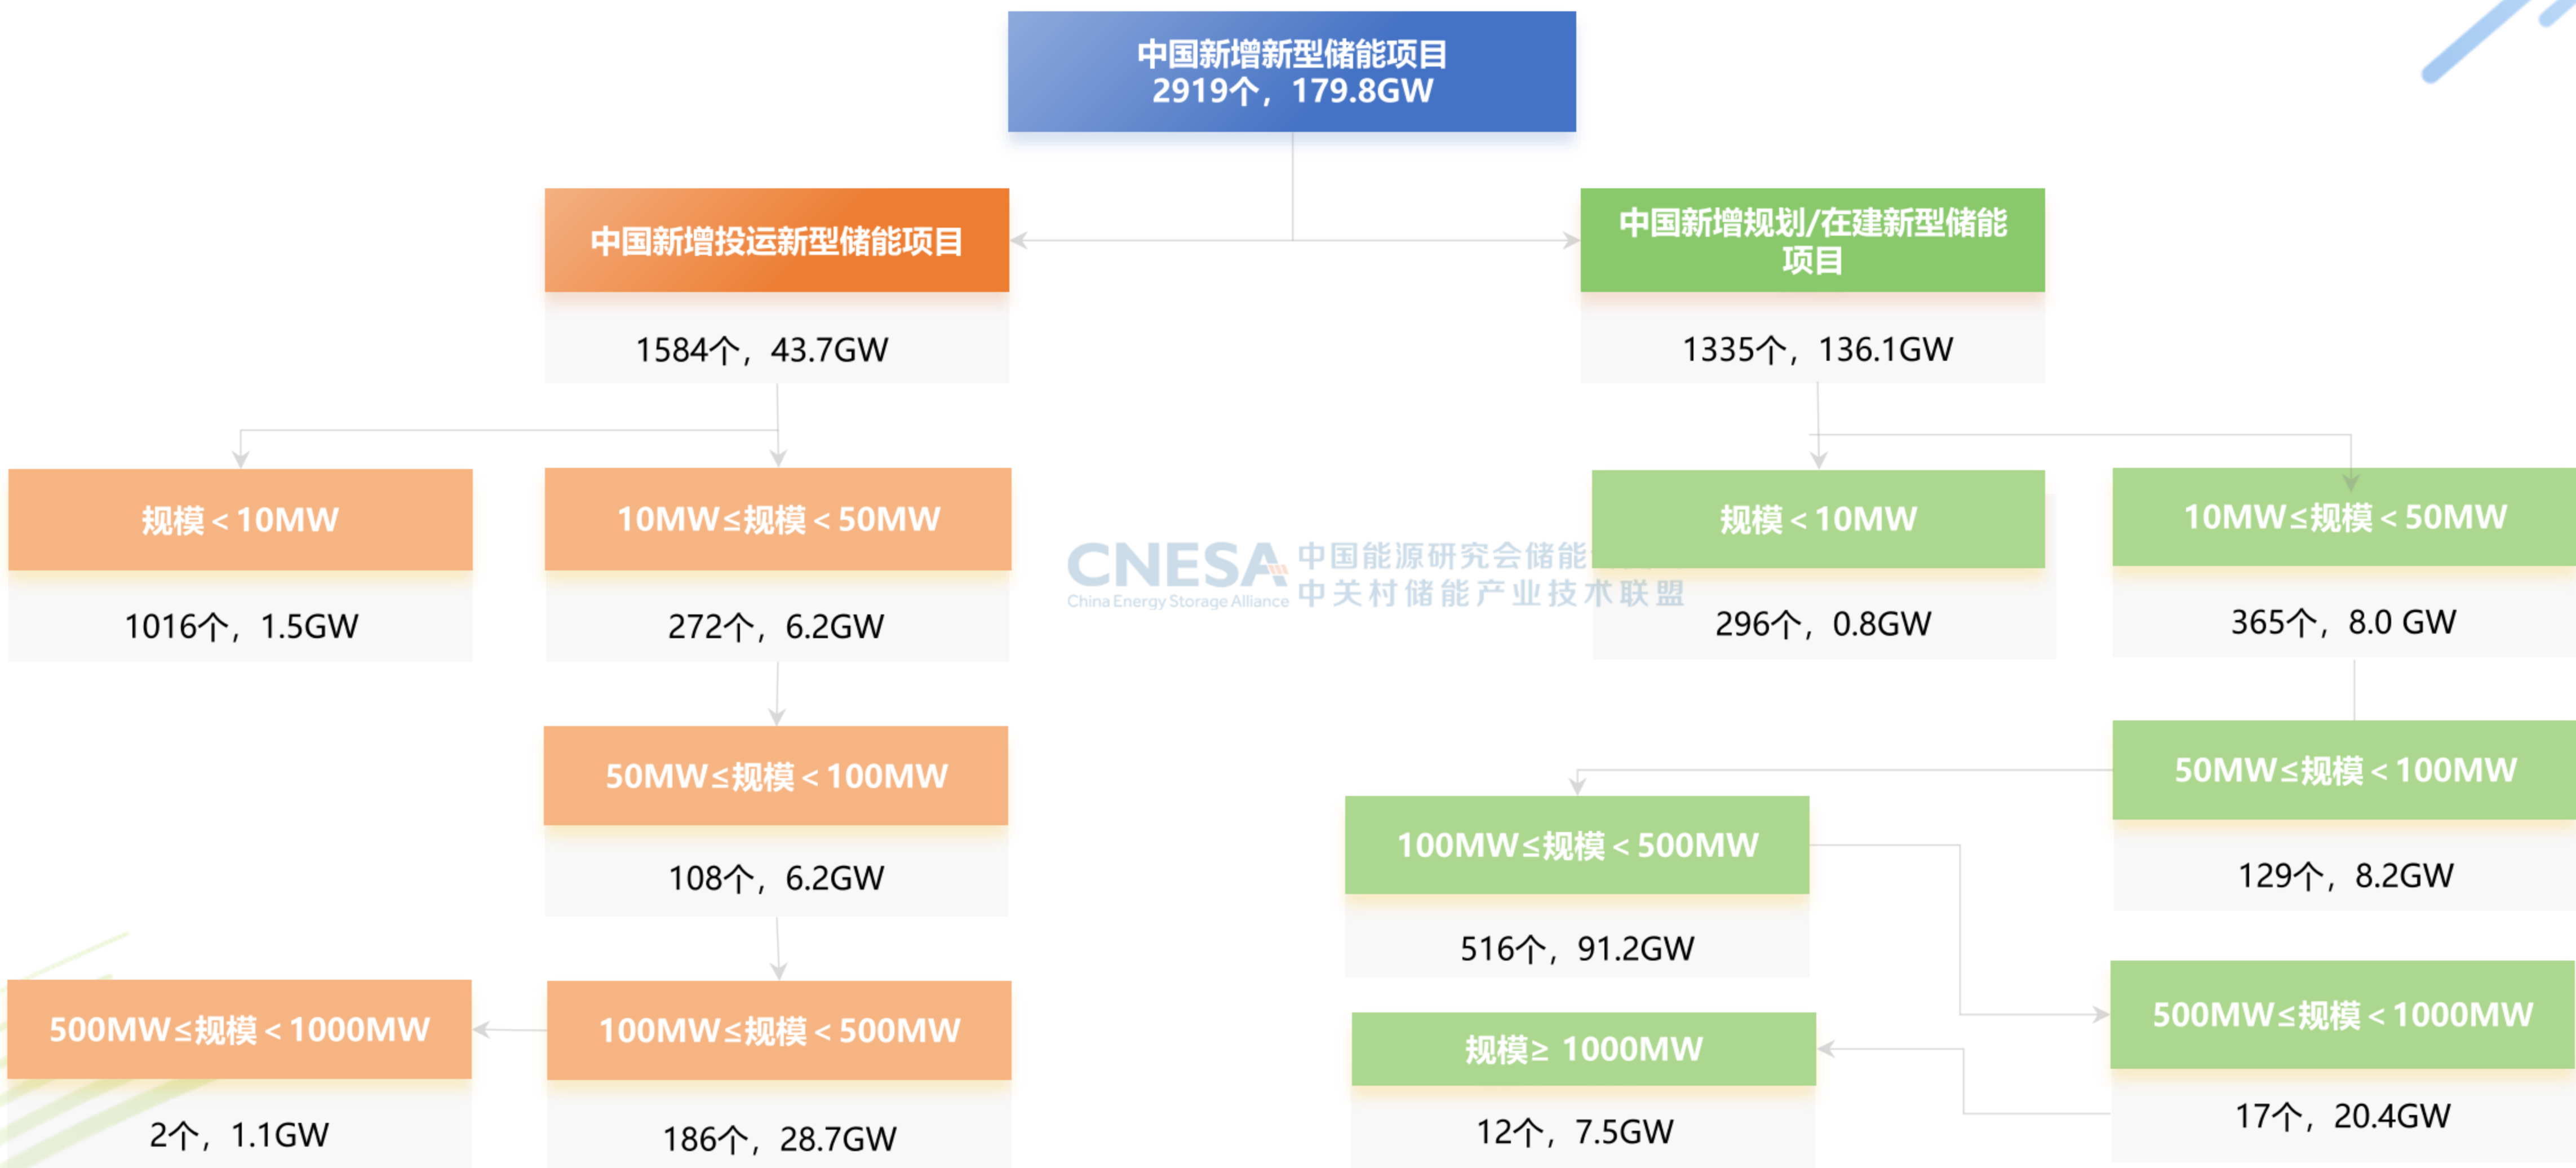 中国新增新型储能项目
2919个，179.8GW
中国新增投运新型储能项目
1584个，43.7GW
中国新增规划/在建新型储能
项目
1335个，136.1GW
规模＜10MW
1016个，1.5GW
10MW≤规模＜50MW
272个，6.2GW
规模＜10MW
296个，0.8GW
10MW≤规模＜50MW
365个，8.0 GW
CNESA
China Energy Storage Alliance
中国能源研究会储能
中关村储能产业技术联盟
50MW≤规模＜100MW
108个，6.2GW
50MW≤规模＜100MW
129个，8.2GW
100MW≤规模＜500MW
516个，91.2GW
500MW≤规模＜1000MW
2个，1.1GW
100MW≤规模＜500MW
186个，28.7GW
500MW≤规模＜1000MW
17个，20.4GW
规模≥ 1000MW
12个，7.5GW